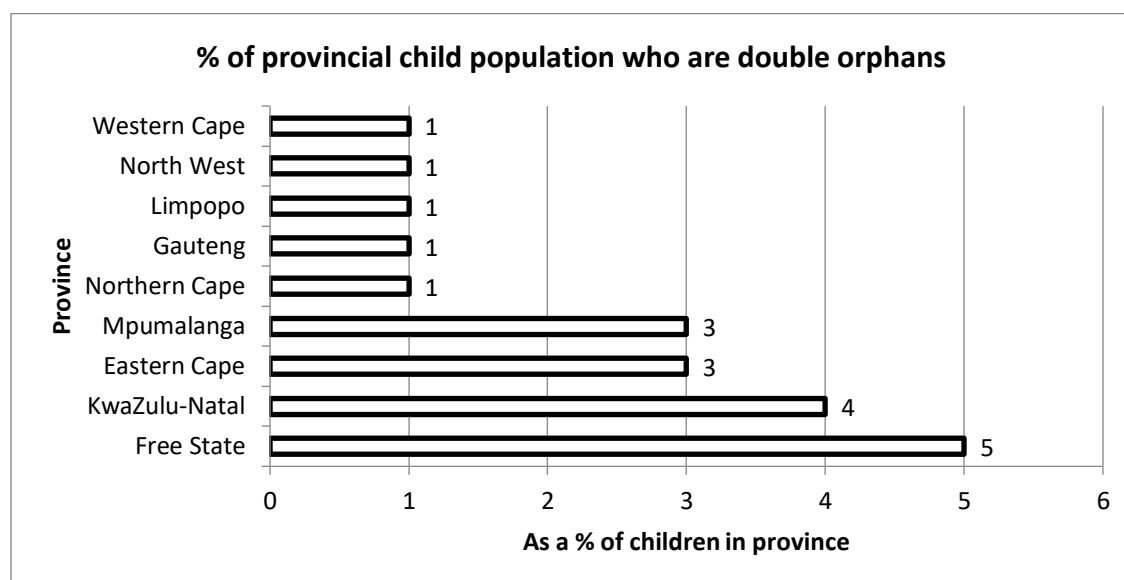 % of provincial child population who are double orphans
Province
Western Cape 1
North West 1
Limpopo 1
Gauteng 1
Northern Cape 1
Mpumalanga 3
Eastern Cape 3
KwaZulu-Natal 4
Free State 5
0 1 2 3 4 5 6
As a % of children in province